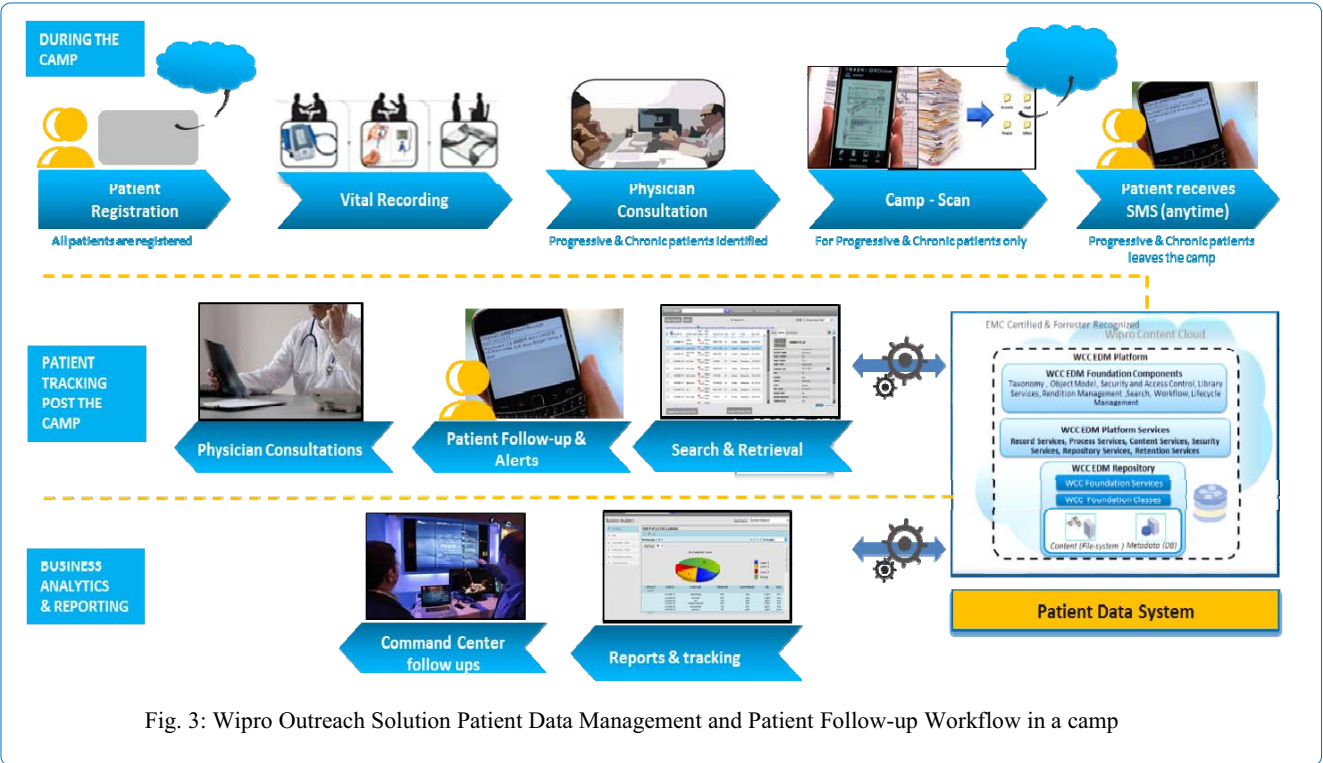 DURING THE
CAMP
Patient
Registration
All patients are registered
Vital Recording
Physician
Consultation
Progressive & Chronic patients identified
Camp - Scan
For Progressive & Chronic patients only
Patient receives
SMS (anytime)
Progressive & Chronic patients
leaves the camp
PATIENT
TRACKING
POST THE
CAMP
Physician Consultations
Patient Follow-up &
Alerts
Search & Retrieval
EMC Certified & Forrester Recognized
Wipro Content Cloud
WCC EDM Platform
WCC EDM Foundation Components
Taxonomy , Object Model, Security and Access Control, Library
Services, Rendition Management ,Search, Workflow, Lifecycle
Management
WCC EDM Platform Services
Record Services, Process Services, Content Services, Security
Services, Repository Services, Retention Services
WCC EDM Repository
WCC Foundation Services
WCC Foundation Classes
Content (File-system ) Metadata (DB)
BUSINESS
ANALYTICS
& REPORTING
Command Center
follow ups
Reports & tracking
Patient Data System
Fig. 3: Wipro Outreach Solution Patient Data Management and Patient Follow-up Workflow in a camp